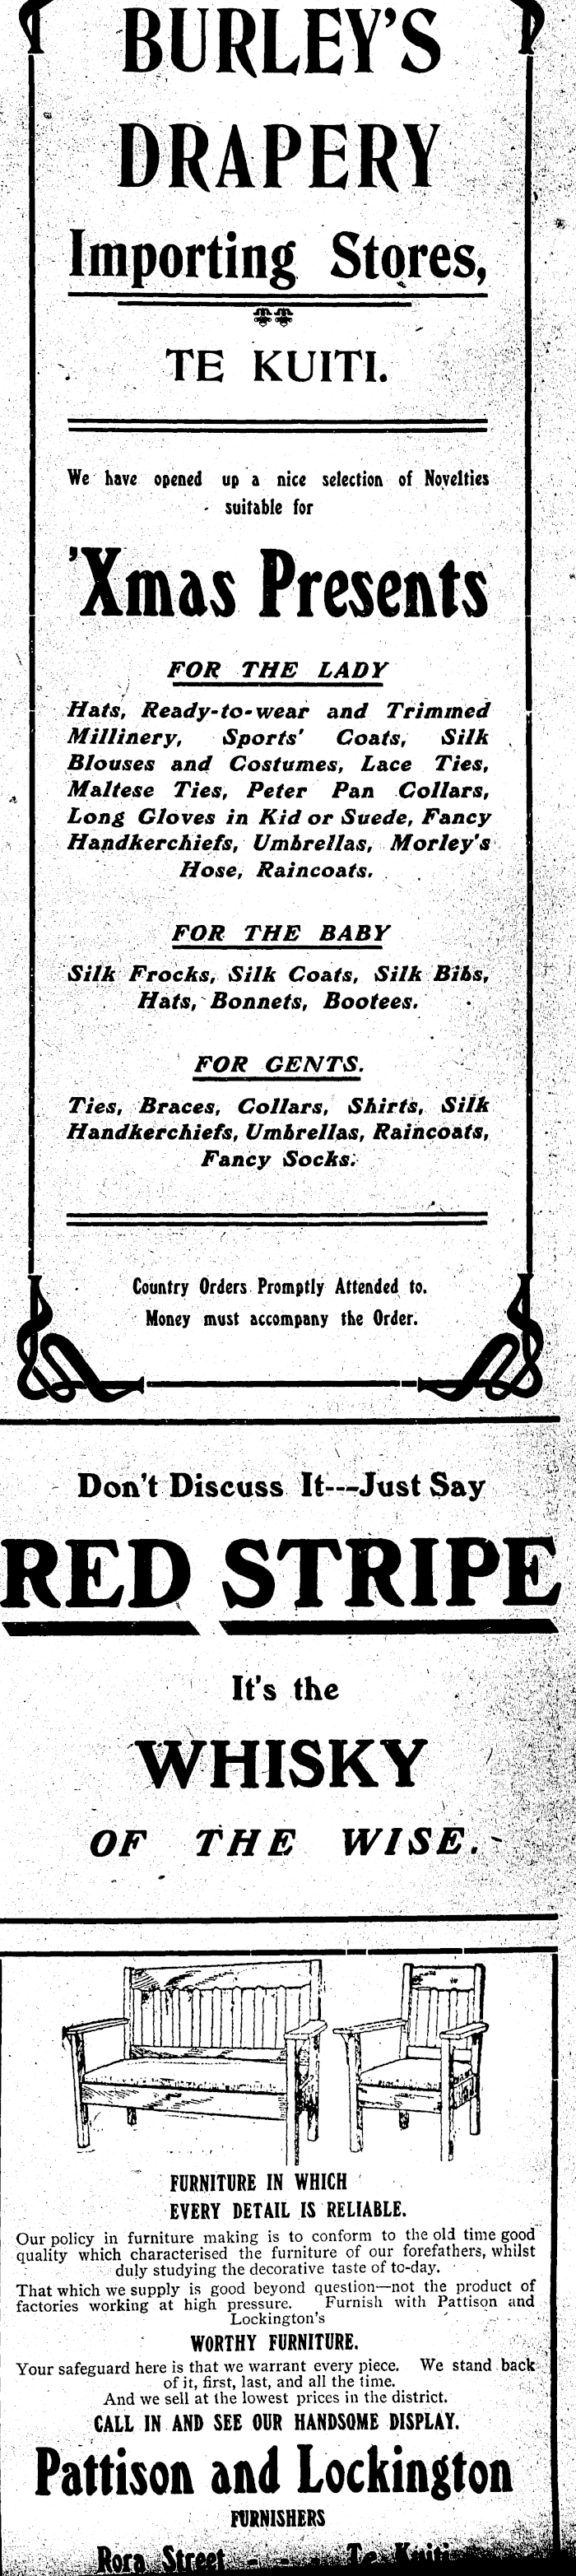 BURLEY'S
DRAPERY
Importing Stores,
TE KUITI.
We have opened up a nice selection of Novelties
suitable for
'Xmas Presents
FOR THE LADY
Hats, Ready-to-wear and Trimmed
Millinery, Sports' Coats, Silk
Blouses and Costumes, Lace Ties,
Maltese Ties, Peter Pan Collars,
Long Gloves in Kid or Suede, Fancy
Handkerchiefs, Umbrellas, Morley's
Hose, Raincoats.
FOR THE BABY
Silk Frocks, Silk Coats, Silk Bibs,
Hats, Bonnets, Bootees.
FOR GENTS.
Ties, Braces, Collars, Shirts, Silk
Handkerchiefs, Umbrellas, Raincoats,
Fancy Socks.
Country Orders Promptly Attended to.
Money must accompany the Order.
Don't Discuss It---Just Say
RED STRIPE
It's the
WHISKY
OF THE WISE.
FURNITURE IN WHICH
EVERY DETAIL IS RELIABLE.
Our policy in furniture making is to conform to the old time good
quality which characterised the furniture of our forefathers, whilst
duly studying the decorative taste of to-day.
That which we supply is good beyond question—not the product of
factories working at high pressure. Furnish with Pattison and
Lockington's
WORTHY FURNITURE.
Your safeguard here is that we warrant every piece. We stand back
of it, first, last, and all the time.
And we sell at the lowest prices in the district.
CALL IN AND SEE OUR HANDSOME DISPLAY.
Pattison and Lockington
FURNISHERS
Rora Street - - - Te Kuiti